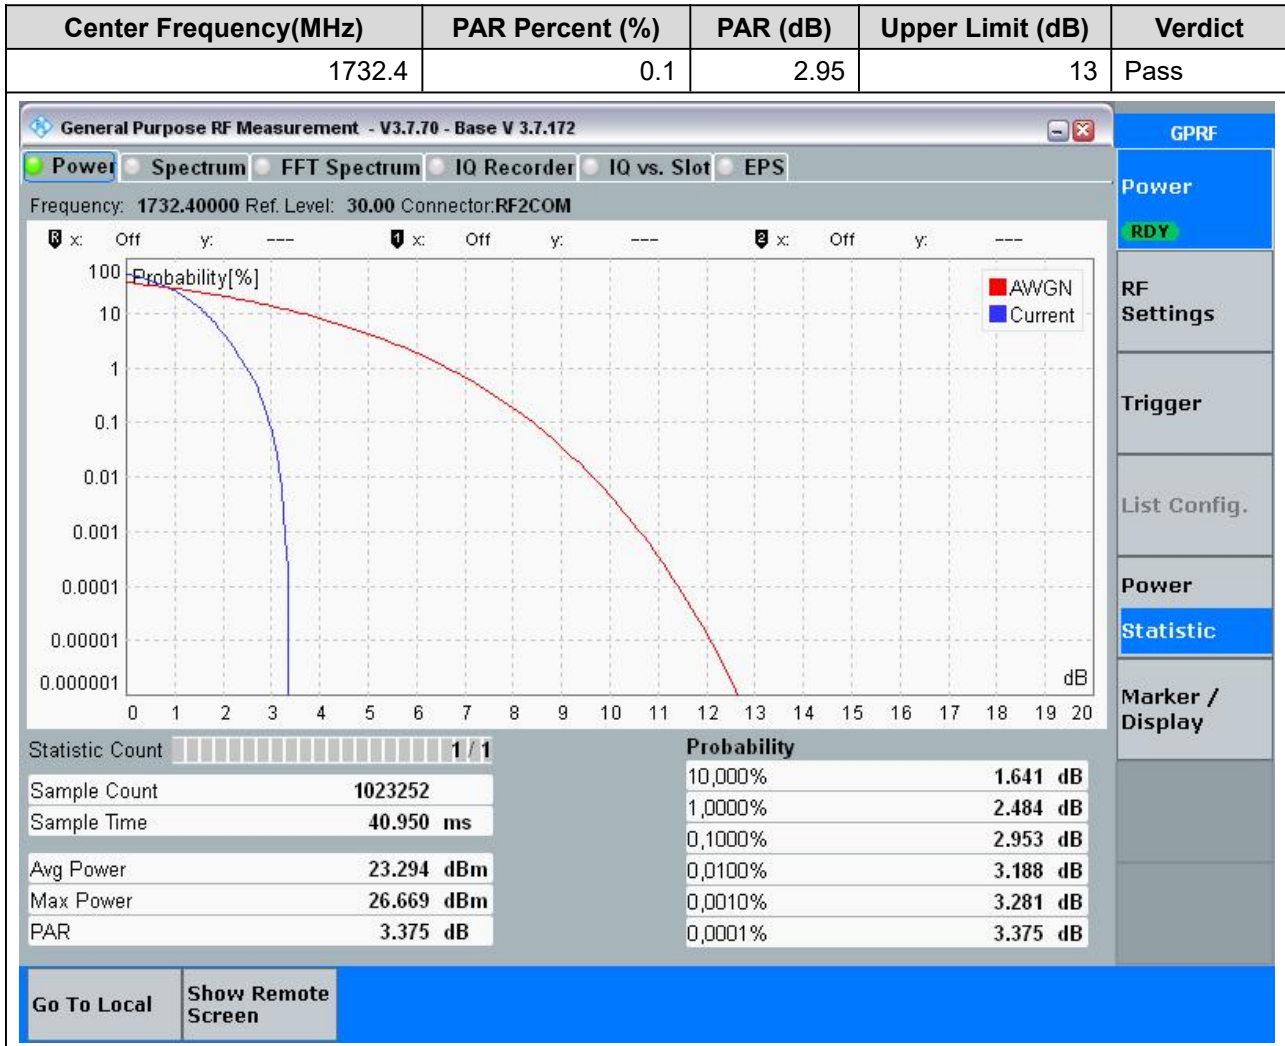 Center Frequency(MHz) PAR Percent (%) PAR (dB) Upper Limit (dB) Verdict
1732.4 0.1 2.95 13 Pass
General Purpose RF Measurement - V3.7.70 - Base V 3.7.172
GPRF
Power Spectrum FFT Spectrum IQ Recorder IQ vs. Slot EPS
Power
RDY
Frequency: 1732.40000 Ref. Level: 30.00 Connector:RF2COM
R x: Off y: --- 1 x: Off y: --- 2 x: Off y: ---
Probability[%]
AWGN
Current
100
10
1
0.1
0.01
0.001
0.0001
0.00001
0.000001
dB
0 1 2 3 4 5 6 7 8 9 10 11 12 13 14 15 16 17 18 19 20
RF
Settings
Trigger
List Config.
Power
Statistic
Marker /
Display
Statistic Count 1 / 1
Sample Count 1023252
Sample Time 40.950 ms
Avg Power 23.294 dBm
Max Power 26.669 dBm
PAR 3.375 dB
Probability
10,000% 1.641 dB
1,0000% 2.484 dB
0,1000% 2.953 dB
0,0100% 3.188 dB
0,0010% 3.281 dB
0,0001% 3.375 dB
Go To Local
Show Remote
Screen